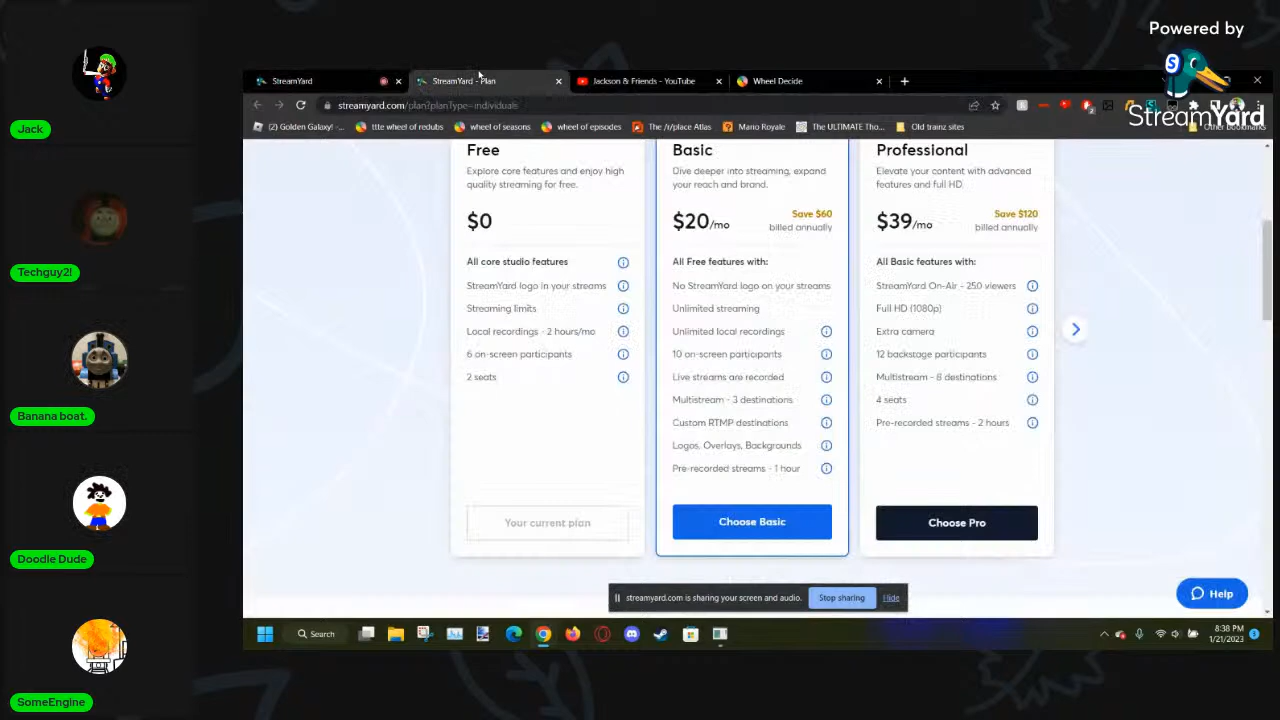 Powered by
StreamYard
Jack
Techguy2!
Banana boat.
Doodle Dude
SomeEngine
StreamYard
StreamYard - Plan
Jackson & Friends - YouTube
Wheel Decide
streamyard.com/plan?planType=individuals
(2) Golden Galaxy! -...
ttte wheel of redubs
wheel of seasons
wheel of episodes
The /r/place Atlas
Mario Royale
The ULTIMATE Tho...
Old trainz sites
Other bookmarks
Free
Explore core features and enjoy high
quality streaming for free.
$0
All core studio features
StreamYard logo in your streams
Streaming limits
Local recordings - 2 hours/mo
6 on-screen participants
2 seats
Your current plan
Basic
Dive deeper into streaming, expand
your reach and brand.
$20/mo
Save $60
billed annually
All Free features with:
No StreamYard logo on your streams
Unlimited streaming
Unlimited local recordings
10 on-screen participants
Live streams are recorded
Multistream - 3 destinations
Custom RTMP destinations
Logos, Overlays, Backgrounds
Pre-recorded streams - 1 hour
Choose Basic
Professional
Elevate your content with advanced
features and full HD.
$39/mo
Save $120
billed annually
All Basic features with:
StreamYard On-Air - 250 viewers
Full HD (1080p)
Extra camera
12 backstage participants
Multistream - 8 destinations
4 seats
Pre-recorded streams - 2 hours
Choose Pro
streamyard.com is sharing your screen and audio.
Stop sharing
Hide
Help
Search
8:38 PM
1/21/2023